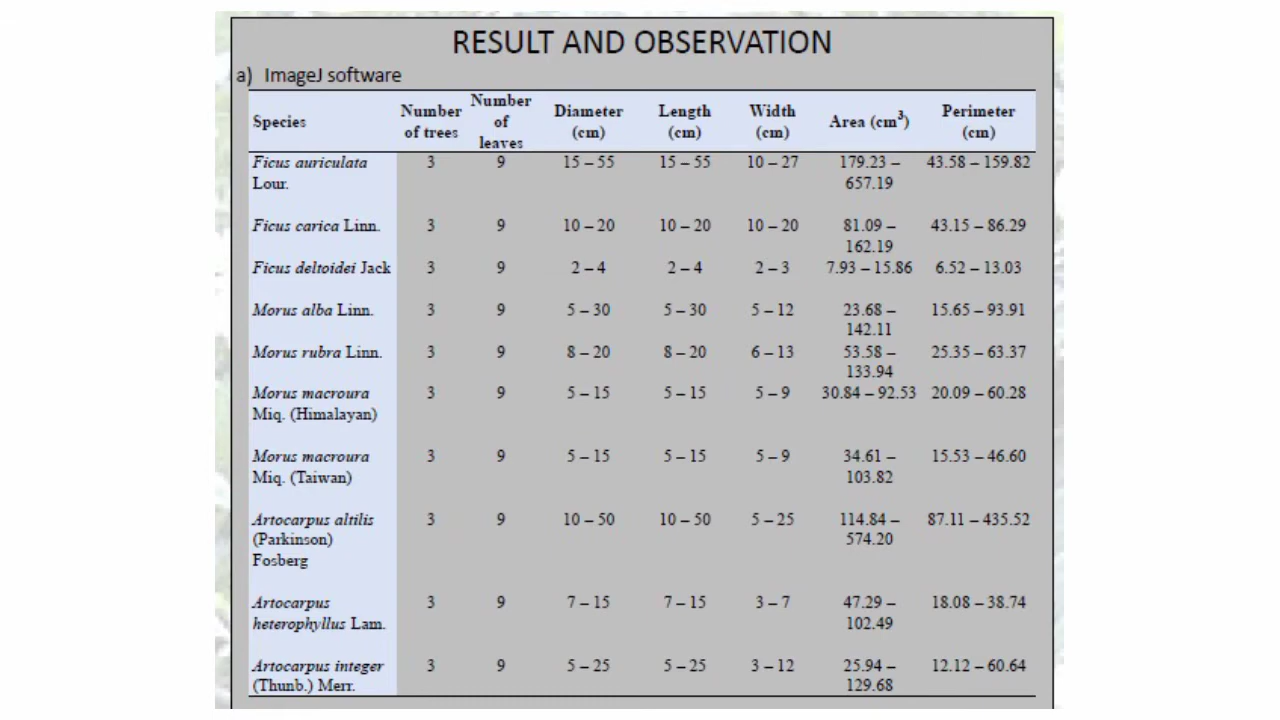 RESULT AND OBSERVATION
a) ImageJ software
Species Number of trees Number of leaves Diameter (cm) Length (cm) Width (cm) Area (cm³) Perimeter (cm)
Ficus auriculata Lour. 3 9 15 – 55 15 – 55 10 – 27 179.23 – 657.19 43.58 – 159.82
Ficus carica Linn. 3 9 10 – 20 10 – 20 10 – 20 81.09 – 162.19 43.15 – 86.29
Ficus deltoidei Jack 3 9 2 – 4 2 – 4 2 – 3 7.93 – 15.86 6.52 – 13.03
Morus alba Linn. 3 9 5 – 30 5 – 30 5 – 12 23.68 – 142.11 15.65 – 93.91
Morus rubra Linn. 3 9 8 – 20 8 – 20 6 – 13 53.58 – 133.94 25.35 – 63.37
Morus macroura Miq. (Himalayan) 3 9 5 – 15 5 – 15 5 – 9 30.84 – 92.53 20.09 – 60.28
Morus macroura Miq. (Taiwan) 3 9 5 – 15 5 – 15 5 – 9 34.61 – 103.82 15.53 – 46.60
Artocarpus altilis (Parkinson) Fosberg 3 9 10 – 50 10 – 50 5 – 25 114.84 – 574.20 87.11 – 435.52
Artocarpus heterophyllus Lam. 3 9 7 – 15 7 – 15 3 – 7 47.29 – 102.49 18.08 – 38.74
Artocarpus integer (Thunb.) Merr. 3 9 5 – 25 5 – 25 3 – 12 25.94 – 129.68 12.12 – 60.64